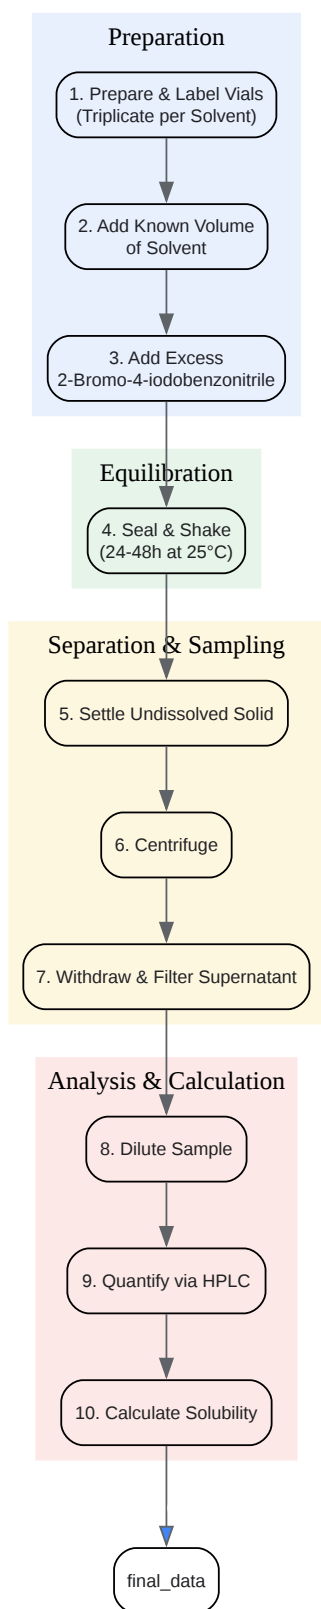 Preparation
1. Prepare & Label Vials
(Triplicate per Solvent)
2. Add Known Volume
of Solvent
3. Add Excess
2-Bromo-4-iodobenzonitrile
Equilibration
4. Seal & Shake
(24-48h at 25°C)
Separation & Sampling
5. Settle Undissolved Solid
6. Centrifuge
7. Withdraw & Filter Supernatant
Analysis & Calculation
8. Dilute Sample
9. Quantify via HPLC
10. Calculate Solubility
final_data